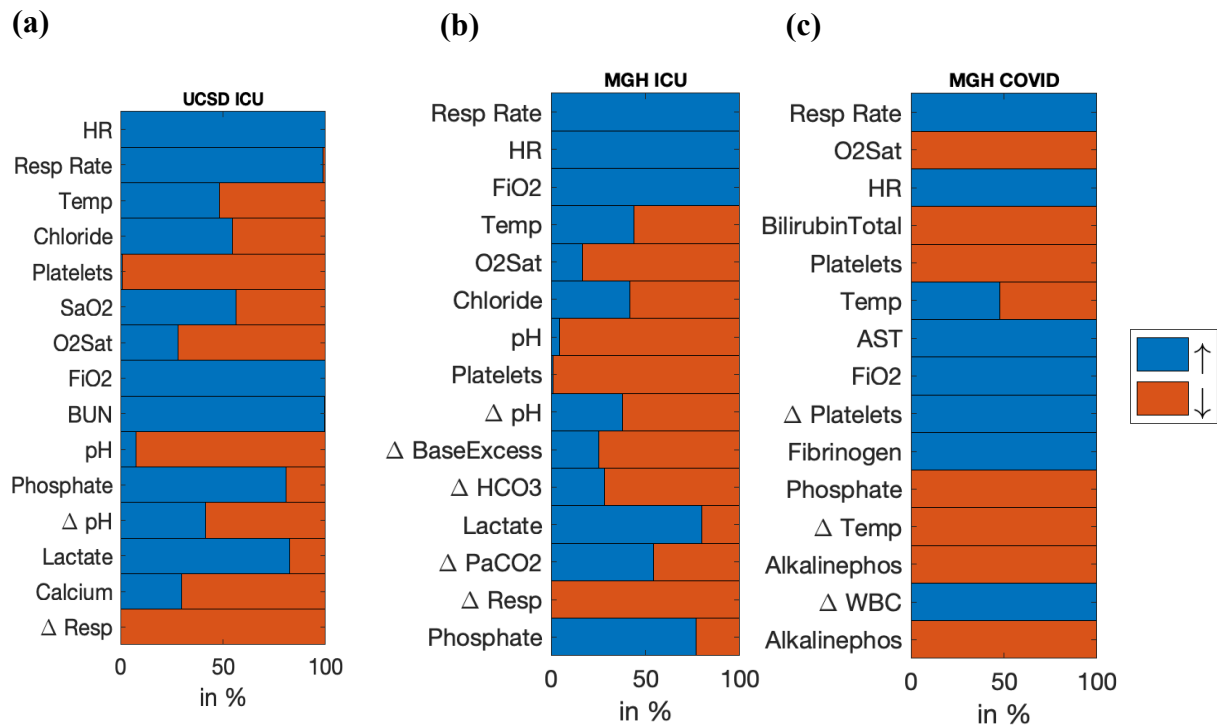 (a)
UCSD ICU
HR
Resp Rate
Temp
Chloride
Platelets
SaO2
O2Sat
FiO2
BUN
pH
Phosphate
Δ pH
Lactate
Calcium
Δ Resp
0 50 100
in %
(b)
MGH ICU
Resp Rate
HR
FiO2
Temp
O2Sat
Chloride
pH
Platelets
Δ pH
Δ BaseExcess
Δ HCO3
Lactate
Δ PaCO2
Δ Resp
Phosphate
0 50 100
in %
(c)
MGH COVID
Resp Rate
O2Sat
HR
BilirubinTotal
Platelets
Temp
AST
FiO2
Δ Platelets
Fibrinogen
Phosphate
Δ Temp
Alkalinephos
Δ WBC
Alkalinephos
0 50 100
in %
↑
↓